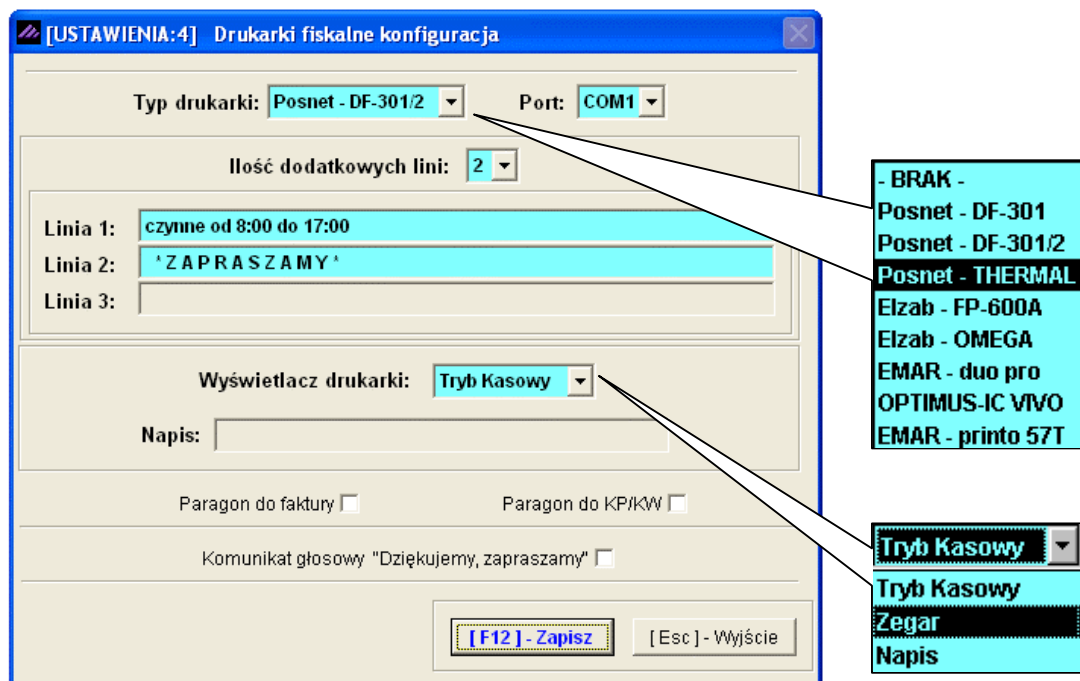 [USTAWIENIA:4] Drukarki fiskalne konfiguracja
Typ drukarki: Posnet - DF-301/2 Port: COM1
Ilość dodatkowych lini: 2
Linia 1: czynne od 8:00 do 17:00
Linia 2: *ZAPRASZAMY*
Linia 3:
Wyświetlacz drukarki: Tryb Kasowy
Napis:
Paragon do faktury Paragon do KP/KW
Komunikat głosowy "Dziękujemy, zapraszamy"
[ F12 ] - Zapisz [ Esc ] - Wyjście
- BRAK -
Posnet - DF-301
Posnet - DF-301/2
Posnet - THERMAL
Elzab - FP-600A
Elzab - OMEGA
EMAR - duo pro
OPTIMUS-IC VIVO
EMAR - printo 57T
Tryb Kasowy
Tryb Kasowy
Zegar
Napis